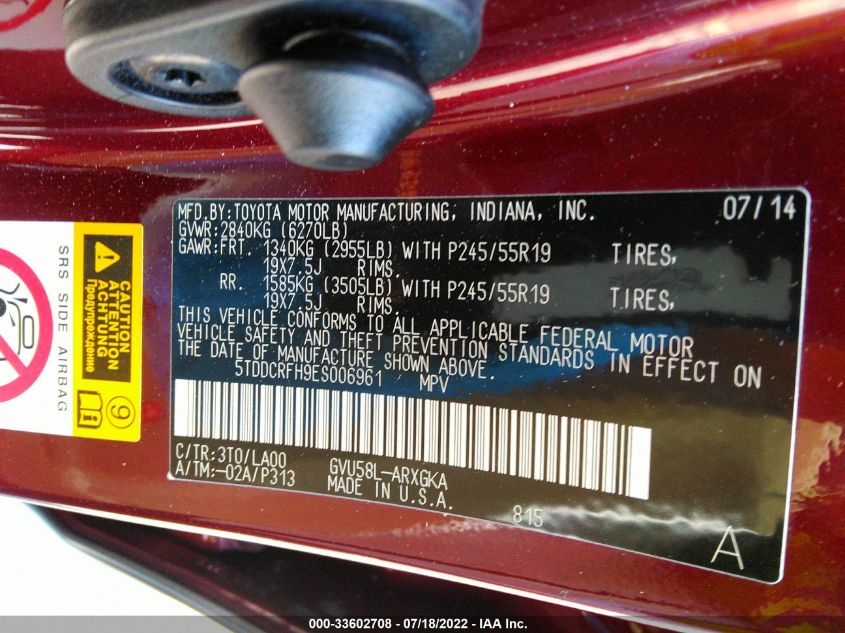 MFD.BY:TOYOTA MOTOR MANUFACTURING, INDIANA, INC. 07/14
GVWR:2840KG (6270LB)
GAWR:FRT. 1340KG (2955LB) WITH P245/55R19 TIRES,
19X7.5J RIMS.
RR. 1585KG (3505LB) WITH P245/55R19 TIRES,
19X7.5J RIMS.
THIS VEHICLE CONFORMS TO ALL APPLICABLE FEDERAL MOTOR
VEHICLE SAFETY AND THEFT PREVENTION STANDARDS IN EFFECT ON
THE DATE OF MANUFACTURE SHOWN ABOVE.
5TDDCRFH9ES006961 MPV
C/TR:3T0/LA00 GVU58L-ARXGKA
A/TM:-02A/P313 MADE IN U.S.A.
815
A
SRS SIDE AIRBAG
CAUTION
ATTENTION
ACHTUNG
Предупреждение
9
000-33602708 - 07/18/2022 - IAA Inc.